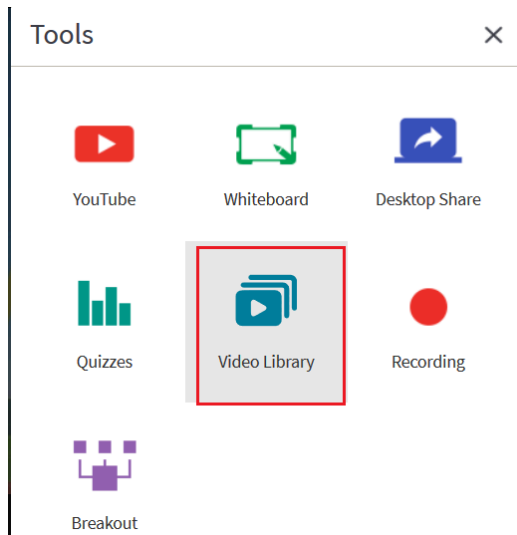 Tools
YouTube
Whiteboard
Desktop Share
Quizzes
Video Library
Recording
Breakout